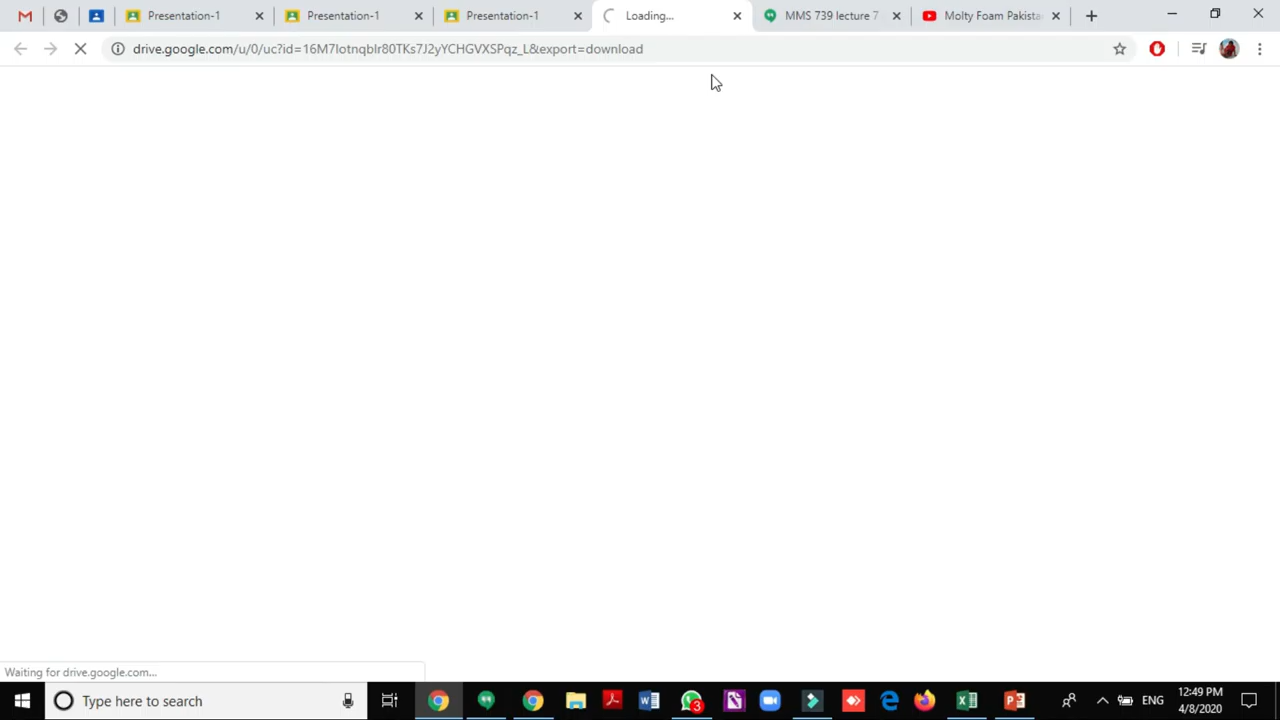 Presentation-1
Presentation-1
Presentation-1
Loading...
MMS 739 lecture 7
Molty Foam Pakista
drive.google.com/u/0/uc?id=16M7lotnqblr80TKs7J2yYCHGVXSPqz_L&export=download
Waiting for drive.google.com...
Type here to search
3
ENG
12:49 PM
4/8/2020